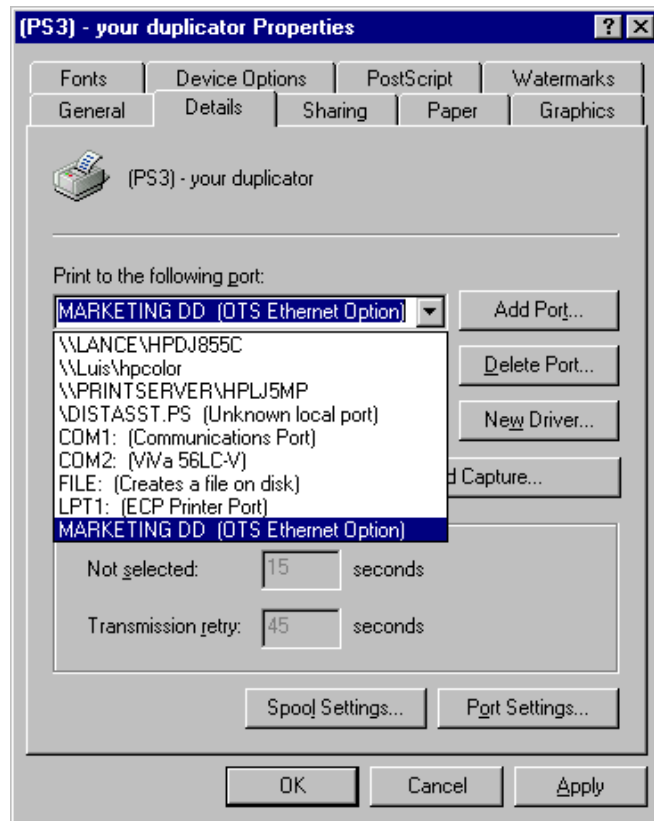 (PS3) - your duplicator Properties
Fonts Device Options PostScript Watermarks
General Details Sharing Paper Graphics
(PS3) - your duplicator
Print to the following port:
MARKETING DD (OTS Ethernet Option)
Add Port...
\\LANCE\HPDJ855C
\\Luis\hpcolor
\\PRINTSERVER\HPLJ5MP
\DISTASST.PS (Unknown local port)
COM1: (Communications Port)
COM2: (ViVa 56LC-V)
FILE: (Creates a file on disk)
LPT1: (ECP Printer Port)
MARKETING DD (OTS Ethernet Option)
Delete Port...
New Driver...
d Capture...
Not selected: 15 seconds
Transmission retry: 45 seconds
Spool Settings... Port Settings...
OK Cancel Apply